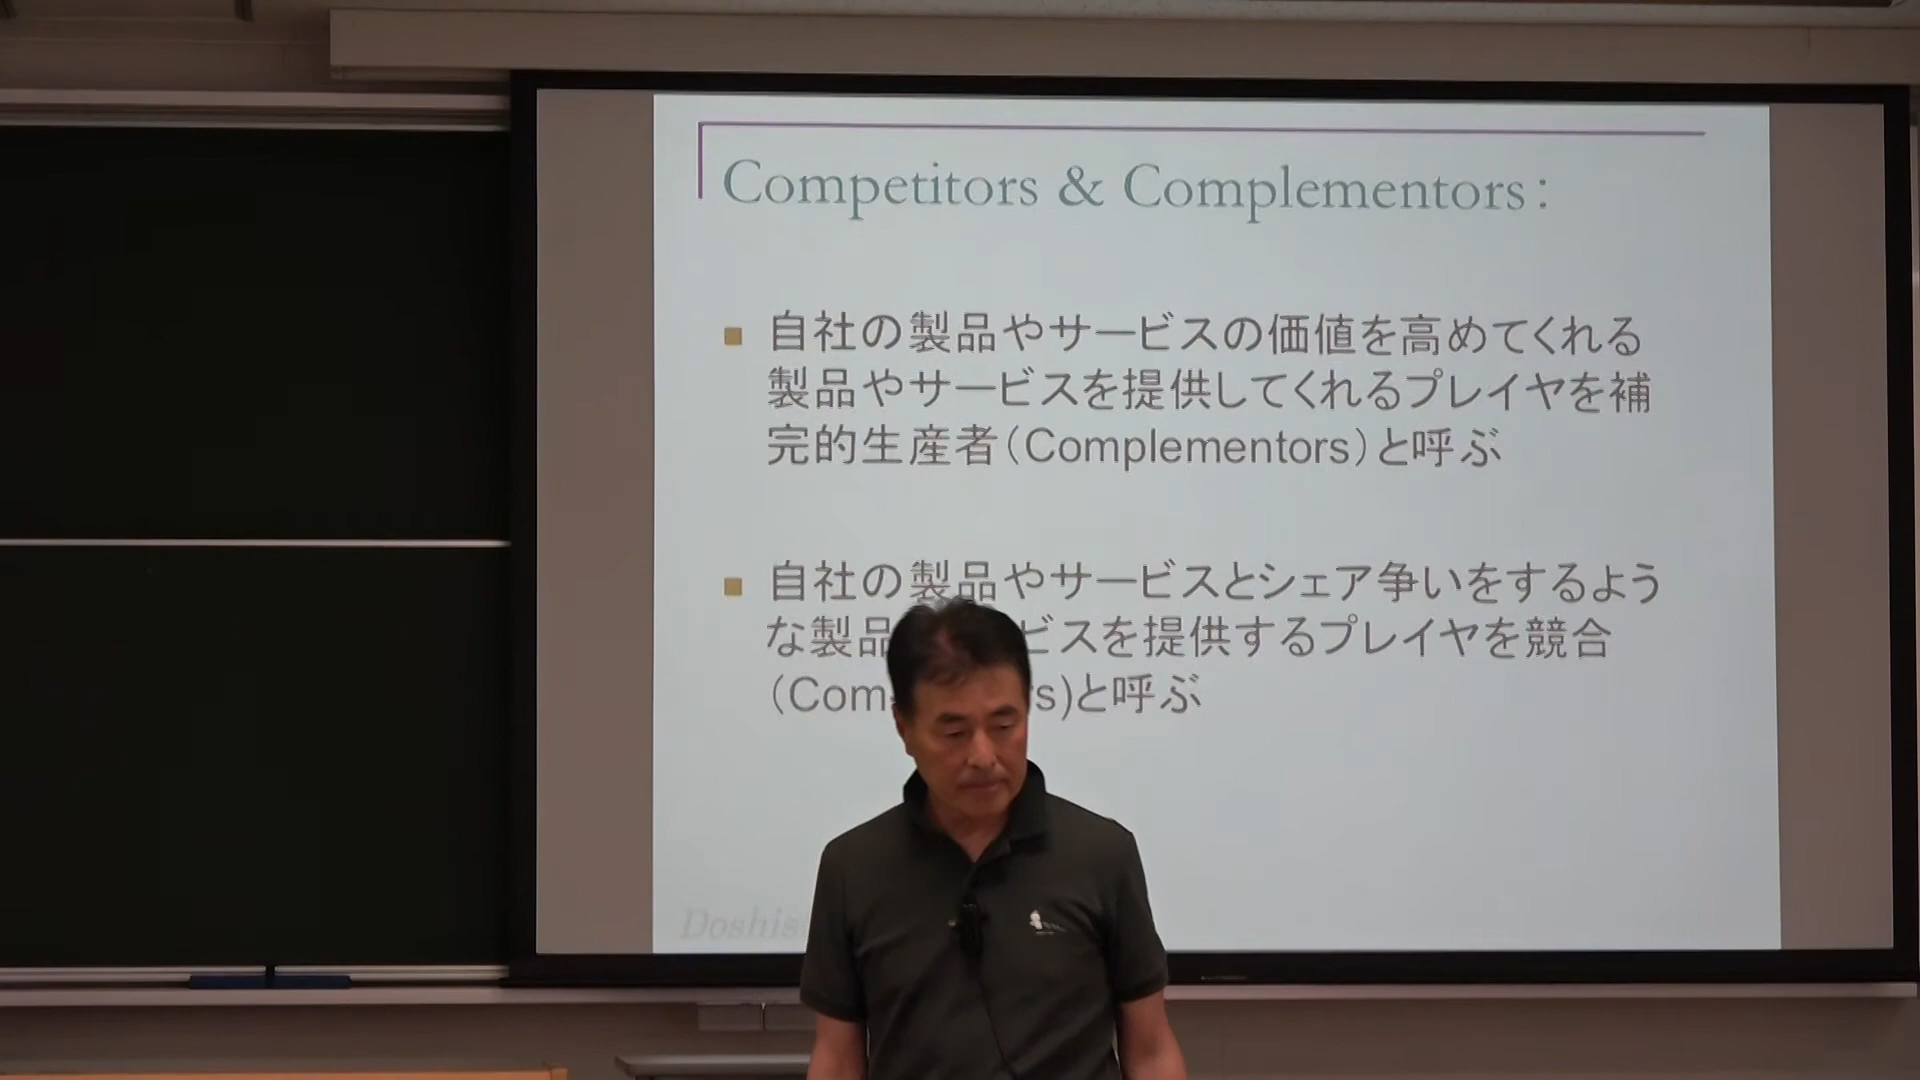 Competitors & Complementors:
自社の製品やサービスの価値を高めてくれる
製品やサービスを提供してくれるプレイヤを補
完的生産者(Complementors)と呼ぶ
自社の製品やサービスとシェア争いをするよう
な製品 ビスを提供するプレイヤを競合
(Com s)と呼ぶ
Doshis